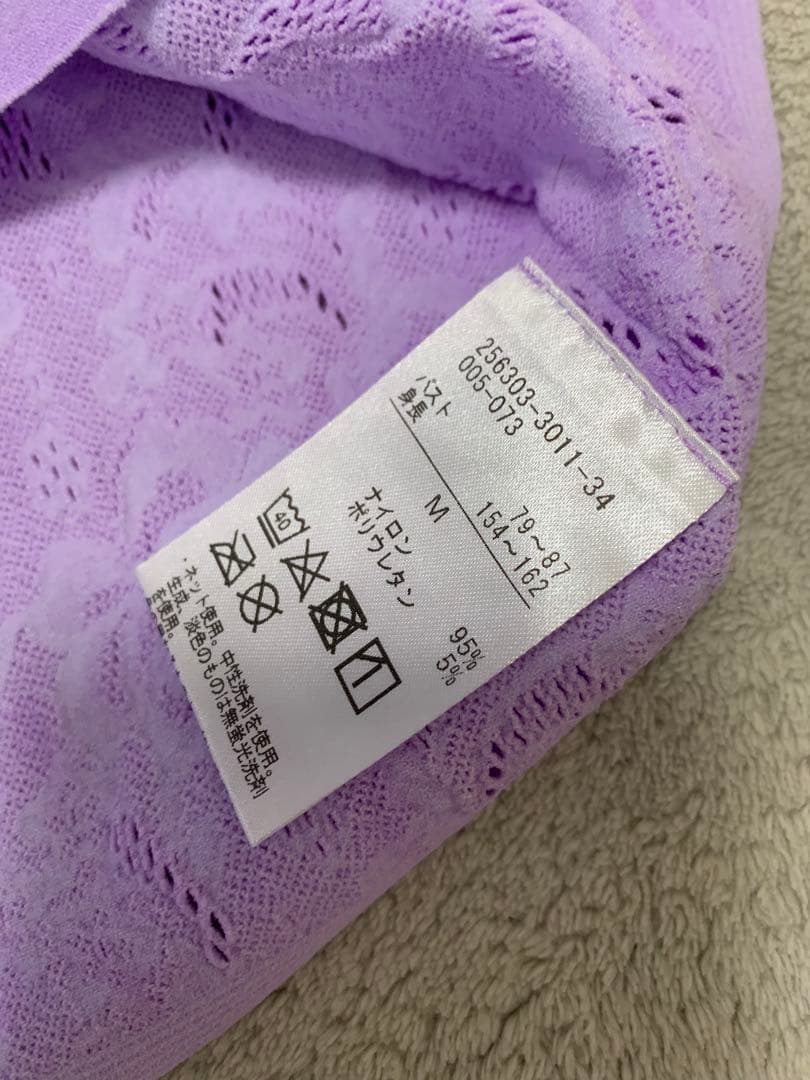 256303-3011-34
005-073
バスト 79～87
身長 154～162
M
ナイロン 95%
ポリウレタン 5%
40
・ネット使用。中性洗剤を使用。
生成、淡色のものは無蛍光洗剤
を使用。